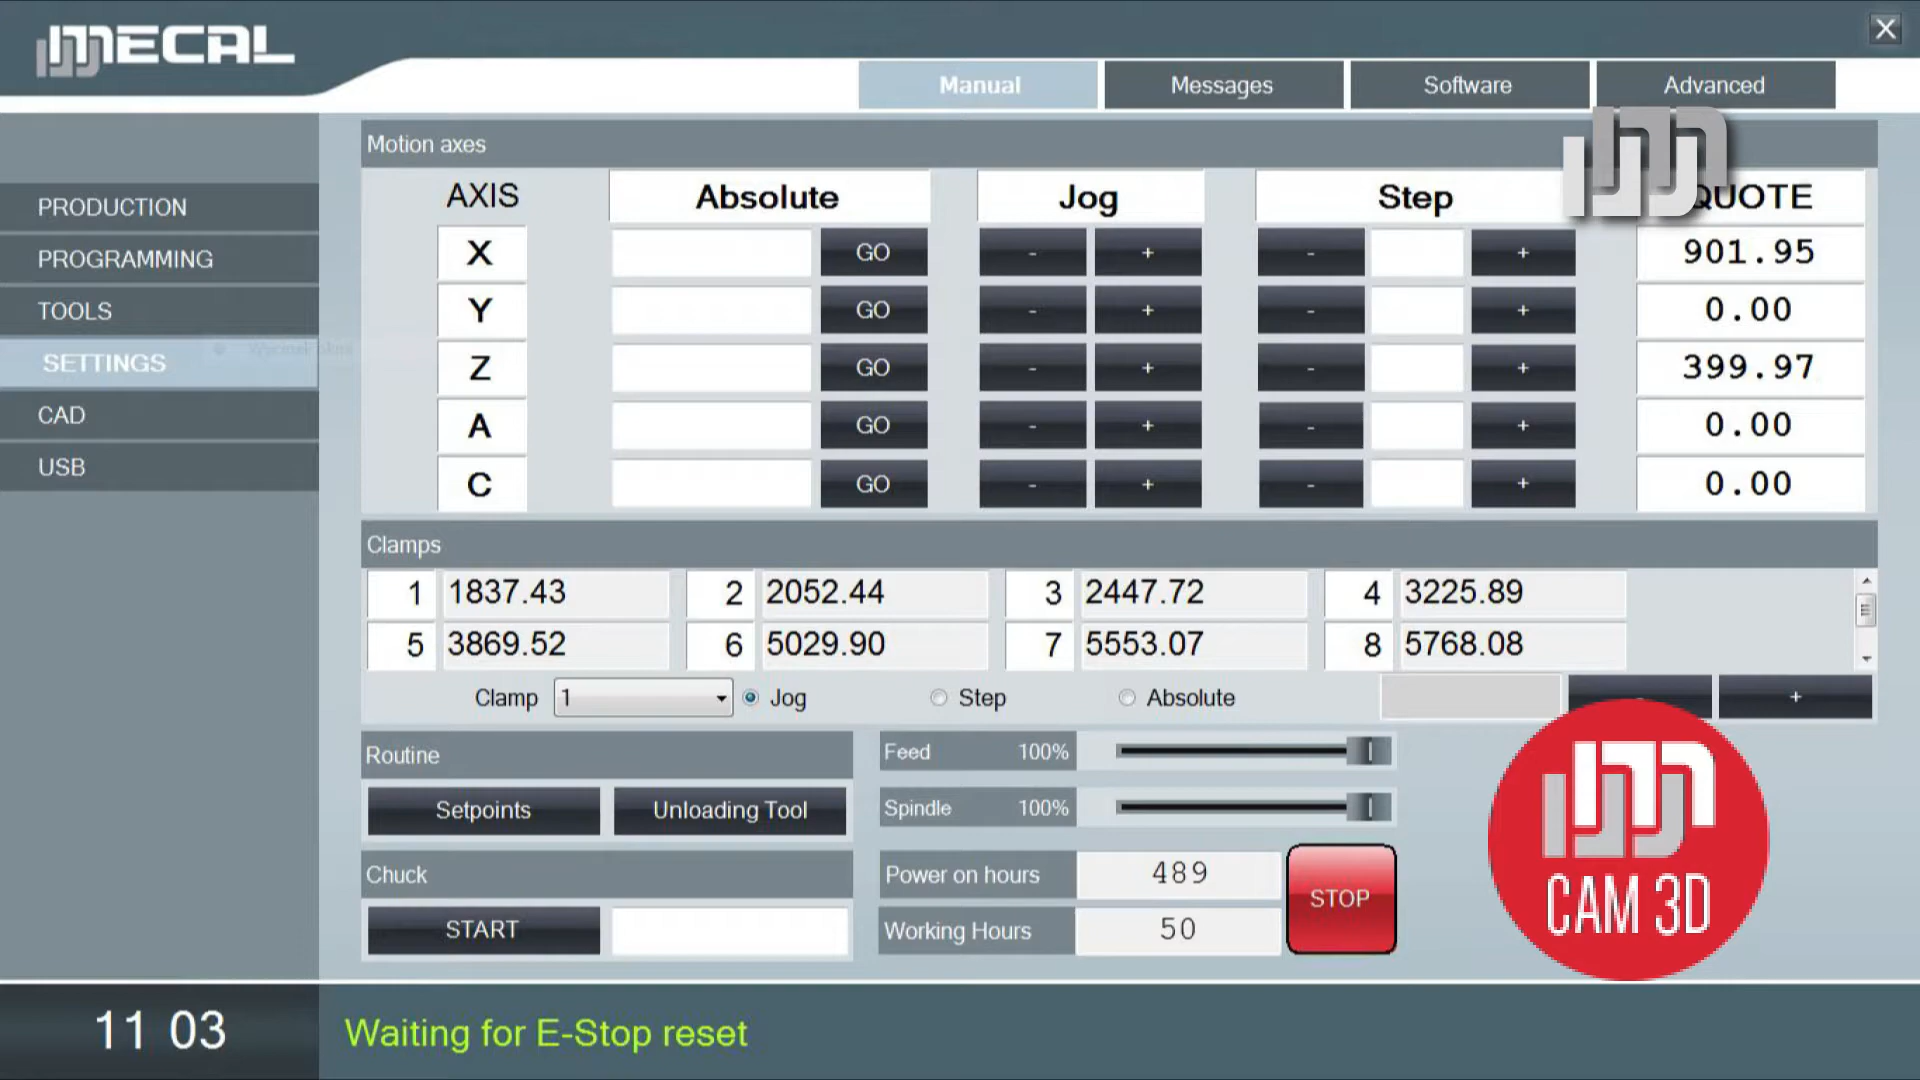 MECAL
Manual Messages Software Advanced
Motion axes
PRODUCTION
PROGRAMMING
TOOLS
SETTINGS
CAD
USB
AXIS Absolute Jog Step QUOTE
X GO - + - + 901.95
Y GO - + - + 0.00
Z GO - + - + 399.97
A GO - + - + 0.00
C GO - + - + 0.00
Clamps
1 1837.43 2 2052.44 3 2447.72 4 3225.89
5 3869.52 6 5029.90 7 5553.07 8 5768.08
Clamp 1 Jog Step Absolute - +
Routine
Setpoints Unloading Tool
Feed 100%
Spindle 100%
Chuck
START
Power on hours 489
Working Hours 50
STOP
CAM 3D
11 03
Waiting for E-Stop reset